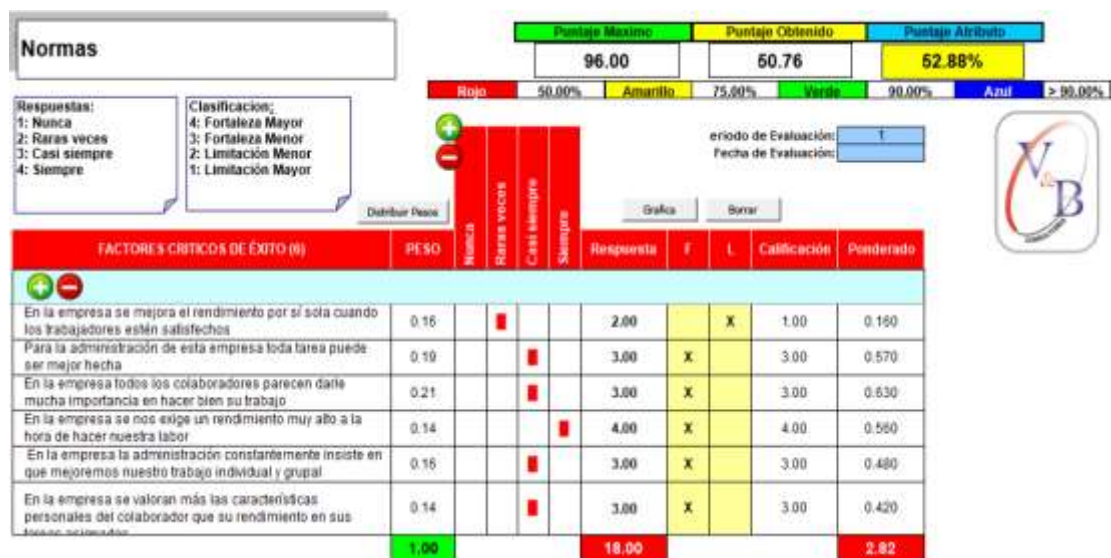 Normas
Puntaje Maximo
Puntaje Obtenido
Puntaje Atributo
96.00
50.76
52.88%
Rojo
50.00%
Amarillo
75.00%
Verde
90.00%
Azul
> 90.00%
Respuestas:
1: Nunca
2: Raras veces
3: Casi siempre
4: Siempre
Clasificacion;
4: Fortaleza Mayor
3; Fortaleza Menor
2: Limitación Menor
1: Limitación Mayor
eriodo de Evaluación:
1
Fecha de Evaluación:
Distribuir Pesos
Grafica
Borrar
V&B
FACTORES CRITICOS DE ÉXITO (6)
PESO
Nunca
Raras voces
Casi siempre
Siempre
Respuesta
F
L
Calificación
Ponderado
En la empresa se mejora el rendimiento por sí sola cuando
los trabajadores estén satisfechos
0.16
2.00
X
1.00
0.160
Para la administración de esta empresa toda tarea puede
ser mejor hecha
0.19
3.00
X
3.00
0.570
En la empresa todos los colaboradores parecen darle
mucha importancia en hacer bien su trabajo
0.21
3.00
X
3.00
0.630
En la empresa se nos exige un rendimiento muy alto a la
hora de hacer nuestra labor
0.14
4.00
X
4.00
0.560
En la empresa la administración constantemente insiste en
que mejoremos nuestro trabajo individual y grupal
0.16
3.00
X
3.00
0.480
En la empresa se valoran más las características
personales del colaborador que su rendimiento en sus
0.14
3.00
X
3.00
0.420
1.00
18.00
2.82